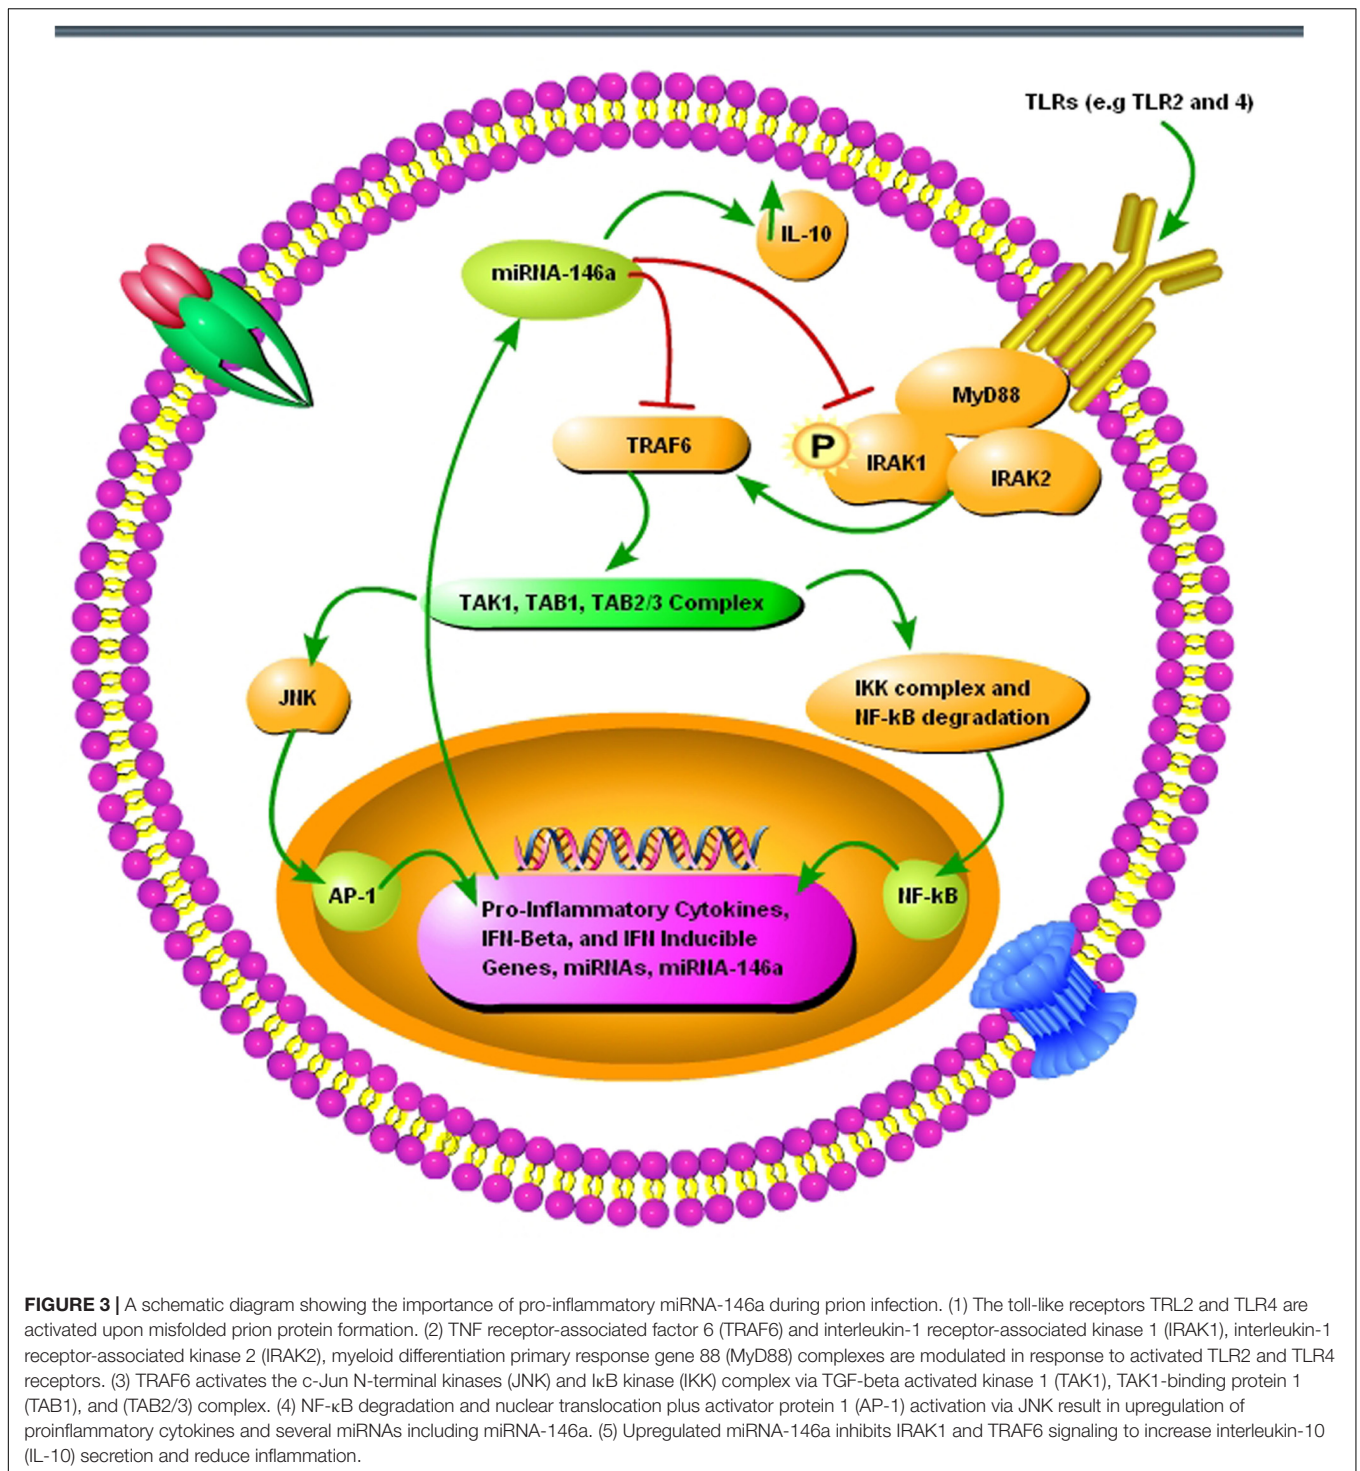 TLRs (e.g TLR2 and 4)
IL-10
miRNA-146a
MyD88
TRAF6
P
IRAK1
IRAK2
TAK1, TAB1, TAB2/3 Complex
JNK
IKK complex and
NF-kB degradation
AP-1
NF-kB
Pro-Inflammatory Cytokines,
IFN-Beta, and IFN Inducible
Genes, miRNAs, miRNA-146a
FIGURE 3 | A schematic diagram showing the importance of pro-inflammatory miRNA-146a during prion infection. (1) The toll-like receptors TRL2 and TLR4 are
activated upon misfolded prion protein formation. (2) TNF receptor-associated factor 6 (TRAF6) and interleukin-1 receptor-associated kinase 1 (IRAK1), interleukin-1
receptor-associated kinase 2 (IRAK2), myeloid differentiation primary response gene 88 (MyD88) complexes are modulated in response to activated TLR2 and TLR4
receptors. (3) TRAF6 activates the c-Jun N-terminal kinases (JNK) and IκB kinase (IKK) complex via TGF-beta activated kinase 1 (TAK1), TAK1-binding protein 1
(TAB1), and (TAB2/3) complex. (4) NF-κB degradation and nuclear translocation plus activator protein 1 (AP-1) activation via JNK result in upregulation of
proinflammatory cytokines and several miRNAs including miRNA-146a. (5) Upregulated miRNA-146a inhibits IRAK1 and TRAF6 signaling to increase interleukin-10
(IL-10) secretion and reduce inflammation.